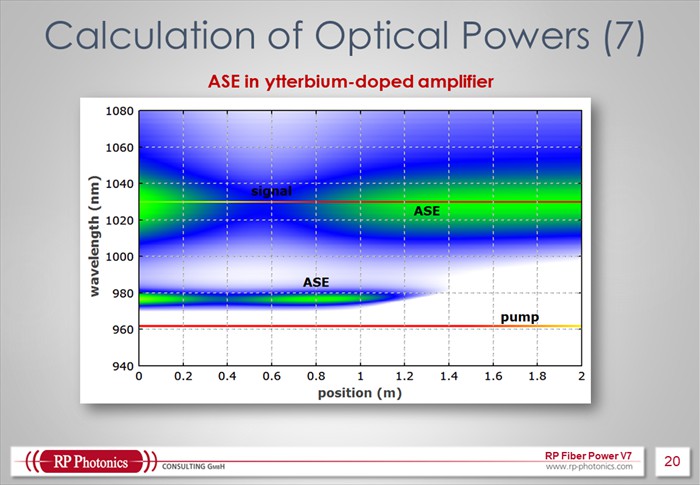 Calculation of Optical Powers (7)
ASE in ytterbium-doped amplifier
1080
1060
1040
1020
1000
980
960
940
wavelength (nm)
signal
ASE
ASE
pump
0 0.2 0.4 0.6 0.8 1 1.2 1.4 1.6 1.8 2
position (m)
RP Photonics CONSULTING GMBH
RP Fiber Power V7
www.rp-photonics.com
20